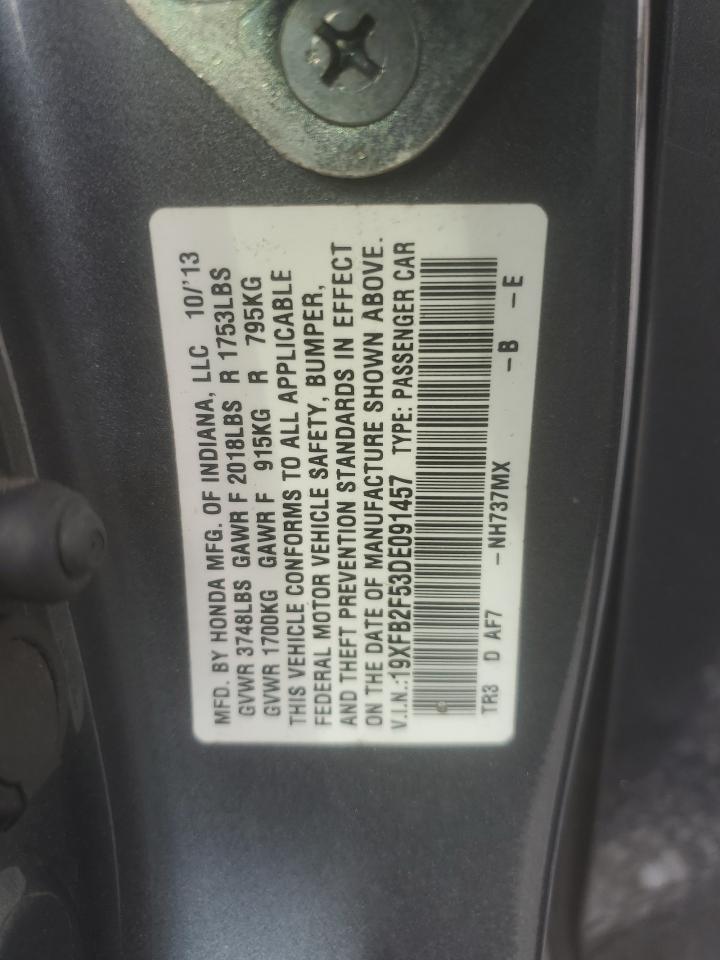 MFD. BY HONDA MFG. OF INDIANA, LLC 10/'13
GVWR 3748LBS GAWR F 2018LBS R 1753LBS
GVWR 1700KG GAWR F 915KG R 795KG
THIS VEHICLE CONFORMS TO ALL APPLICABLE
FEDERAL MOTOR VEHICLE SAFETY, BUMPER,
AND THEFT PREVENTION STANDARDS IN EFFECT
ON THE DATE OF MANUFACTURE SHOWN ABOVE.
V.I.N.:19XFB2F53DE091457 TYPE: PASSENGER CAR
TR3 D AF7 -NH737MX -B -E